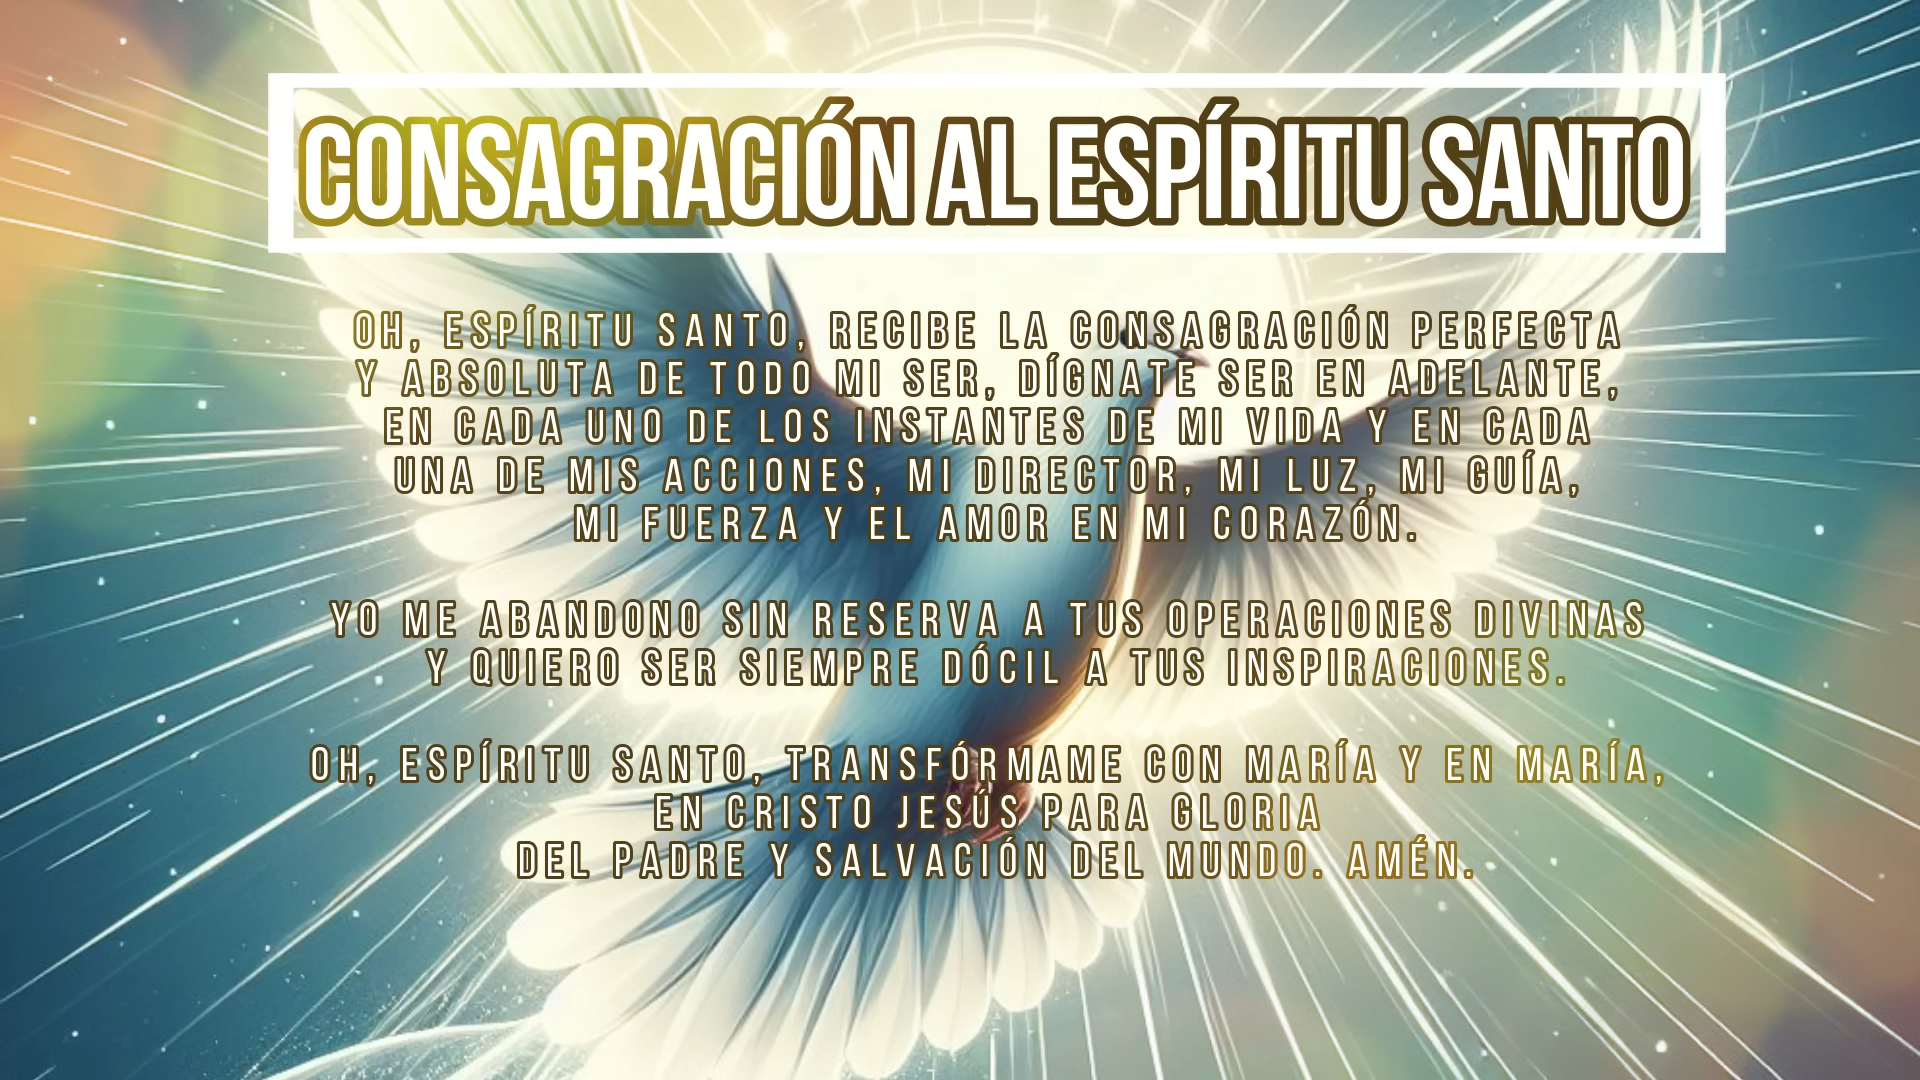 CONSAGRACIÓN AL ESPÍRITU SANTO
OH, ESPÍRITU SANTO, RECIBE LA CONSAGRACIÓN PERFECTA
Y ABSOLUTA DE TODO MI SER, DÍGNATE SER EN ADELANTE,
EN CADA UNO DE LOS INSTANTES DE MI VIDA Y EN CADA
UNA DE MIS ACCIONES, MI DIRECTOR, MI LUZ, MI GUÍA,
MI FUERZA Y EL AMOR EN MI CORAZÓN.
YO ME ABANDONO SIN RESERVA A TUS OPERACIONES DIVINAS
Y QUIERO SER SIEMPRE DÓCIL A TUS INSPIRACIONES.
OH, ESPÍRITU SANTO, TRANSFÓRMAME CON MARÍA Y EN MARÍA,
EN CRISTO JESÚS PARA GLORIA
DEL PADRE Y SALVACIÓN DEL MUNDO. AMÉN.